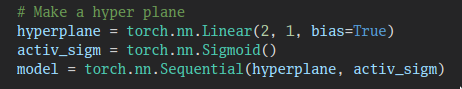 # Make a hyper plane
hyperplane = torch.nn.Linear(2, 1, bias=True)
activ_sigm = torch.nn.Sigmoid()
model = torch.nn.Sequential(hyperplane, activ_sigm)